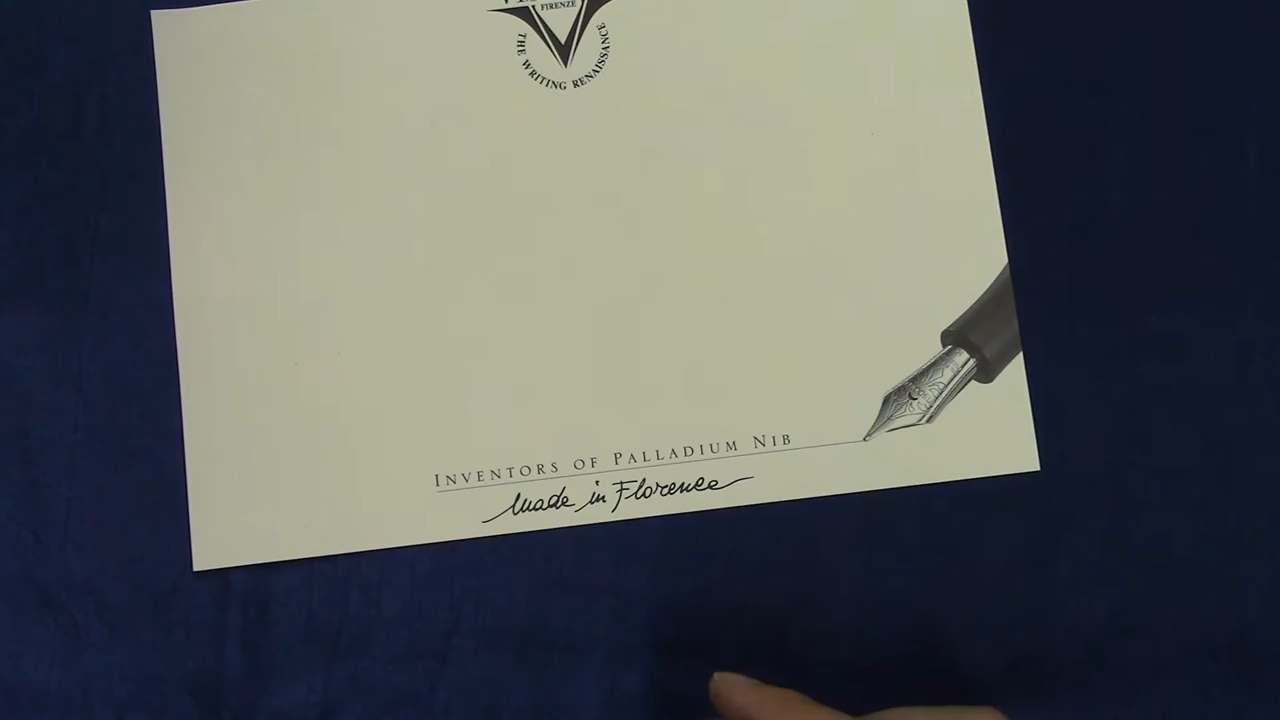 FIRENZE
THE WRITING RENAISSANCE
INVENTORS OF PALLADIUM NIB
Made in Florence